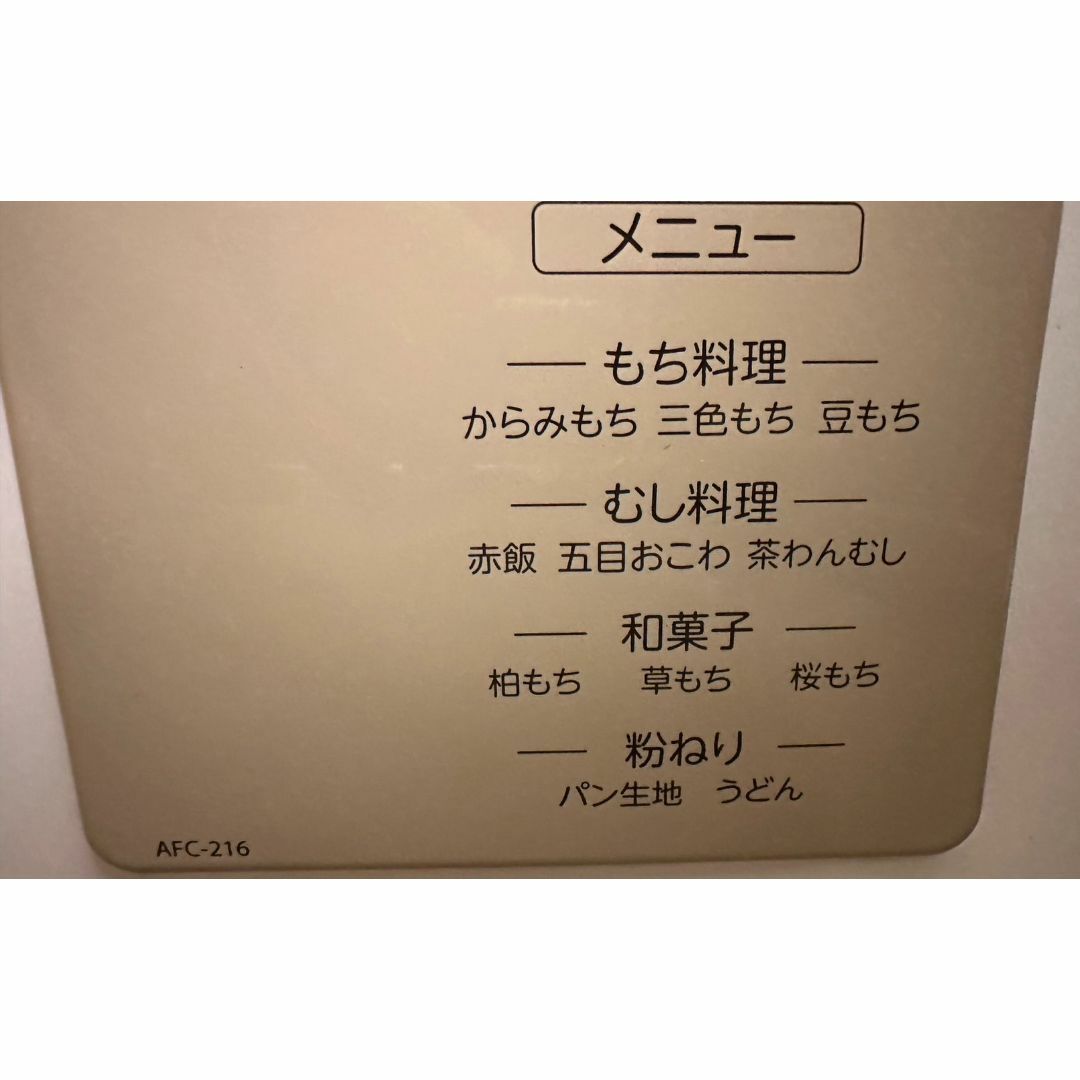 メニュー
もち料理
からみもち 三色もち 豆もち
むし料理
赤飯 五目おこわ 茶わんむし
和菓子
柏もち 草もち 桜もち
粉ねり
パン生地 うどん
AFC-216